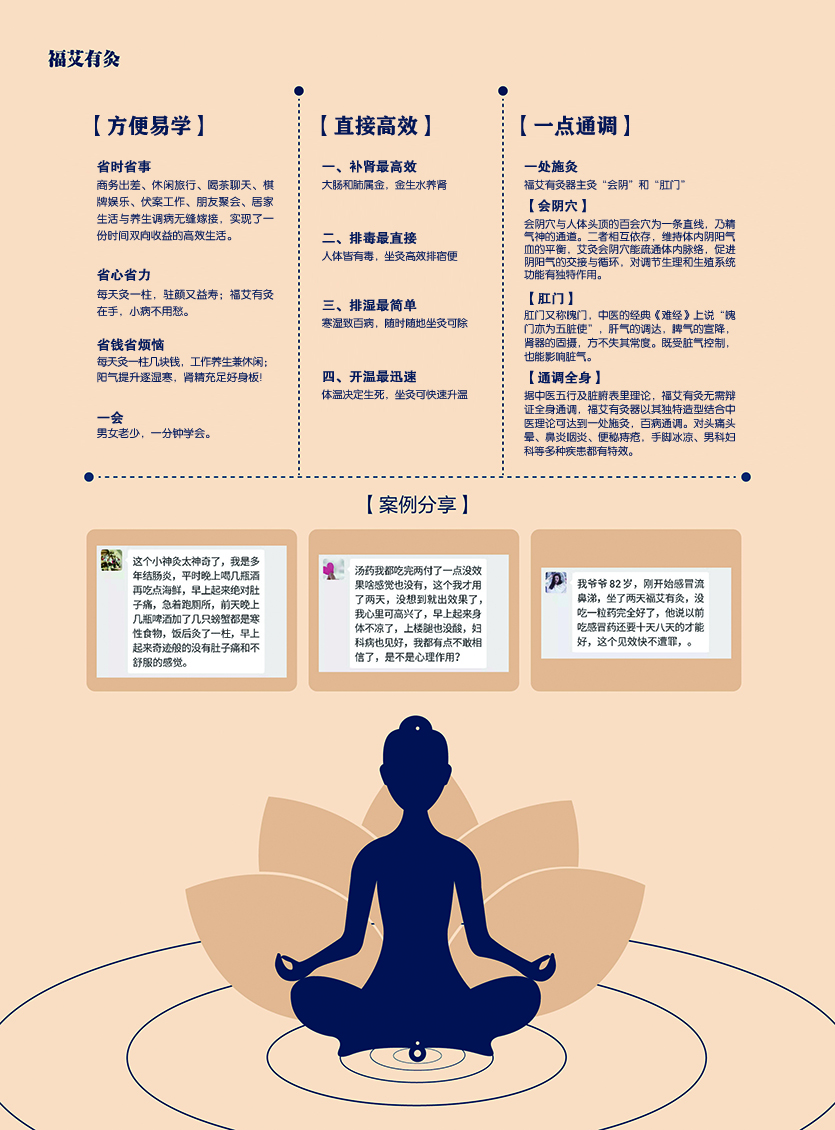 福艾有灸
【方便易学】
省时省事
商务出差、休闲旅行、喝茶聊天、棋
牌娱乐、伏案工作、朋友聚会、居家
生活与养生调病无缝嫁接，实现了一
份时间双向收益的高效生活。
省心省力
每天灸一柱，驻颜又益寿；福艾有灸
在手，小病不用愁。
省钱省烦恼
每天灸一柱几块钱，工作养生兼休闲；
阳气提升逐湿寒，肾精充足好身板!
一会
男女老少，一分钟学会。
【直接高效】
一、补肾最高效
大肠和肺属金，金生水养肾
二、排毒最直接
人体皆有毒，坐灸高效排宿便
三、排湿最简单
寒湿致百病，随时随地坐灸可除
四、开温最迅速
体温决定生死，坐灸可快速升温
【一点通调】
一处施灸
福艾有灸器主灸“会阴”和“肛门”
【会阴穴】
会阴穴与人体头顶的百会穴为一条直线，乃精
气神的通道。二者相互依存，维持体内阴阳气
血的平衡，艾灸会阴穴能疏通体内脉络，促进
阴阳气的交接与循环，对调节生理和生殖系统
功能有独特作用。
【肛门】
肛门又称魄门，中医的经典《难经》上说“魄
门亦为五脏使”，肝气的调达，脾气的宣降，
肾器的固摄，方不失其常度。既受脏气控制，
也能影响脏气。
【通调全身】
据中医五行及脏腑表里理论，福艾有灸无需辩
证全身通调，福艾有灸器以其独特造型结合中
医理论可达到一处施灸，百病通调。对头痛头
晕、鼻炎咽炎、便秘痔疮，手脚冰凉、男科妇
科等多种疾患都有特效。
【案例分享】
这个小神灸太神奇了，我是多
年结肠炎，平时晚上喝几瓶酒
再吃点海鲜，早上起来绝对肚
子痛，急着跑厕所，前天晚上
几瓶啤酒加了几只螃蟹都是寒
性食物，饭后灸了一柱，早上
起来奇迹般的没有肚子痛和不
舒服的感觉。
汤药我都吃完两付了一点没效
果啥感觉也没有，这个我才用
了两天，没想到就出效果了，
我心里可高兴了，早上起来身
体不凉了，上楼腿也没酸，妇
科病也见好，我都有点不敢相
信了，是不是心理作用？
我爷爷82岁，刚开始感冒流
鼻涕，坐了两天福艾有灸，没
吃一粒药完全好了，他说以前
吃感冒药还要十天八天的才能
好，这个见效快不遭罪，。